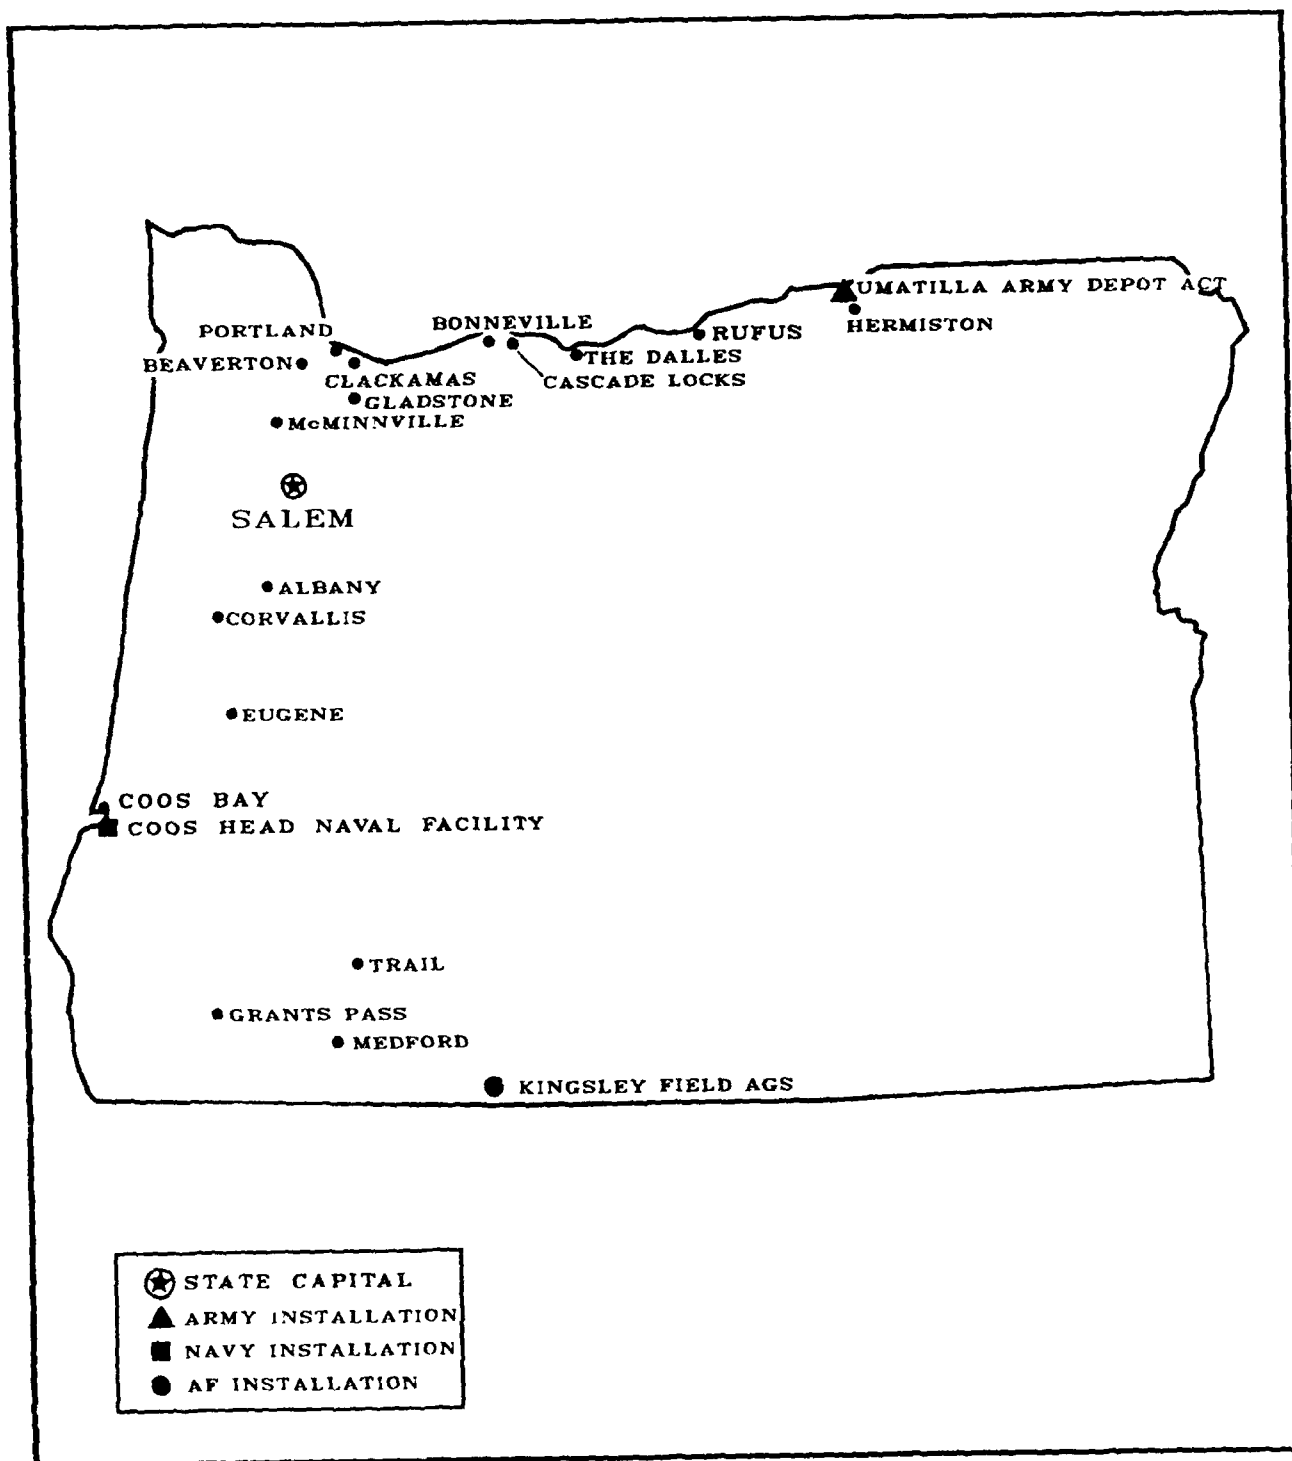 UMATILLA ARMY DEPOT ACT
HERMISTON
BONNEVILLE
PORTLAND
RUFUS
BEAVERTON
THE DALLES
CLACKAMAS
CASCADE LOCKS
GLADSTONE
McMINNVILLE
SALEM
ALBANY
CORVALLIS
EUGENE
COOS BAY
COOS HEAD NAVAL FACILITY
TRAIL
GRANTS PASS
MEDFORD
KINGSLEY FIELD AGS
STATE CAPITAL
ARMY INSTALLATION
NAVY INSTALLATION
AF INSTALLATION